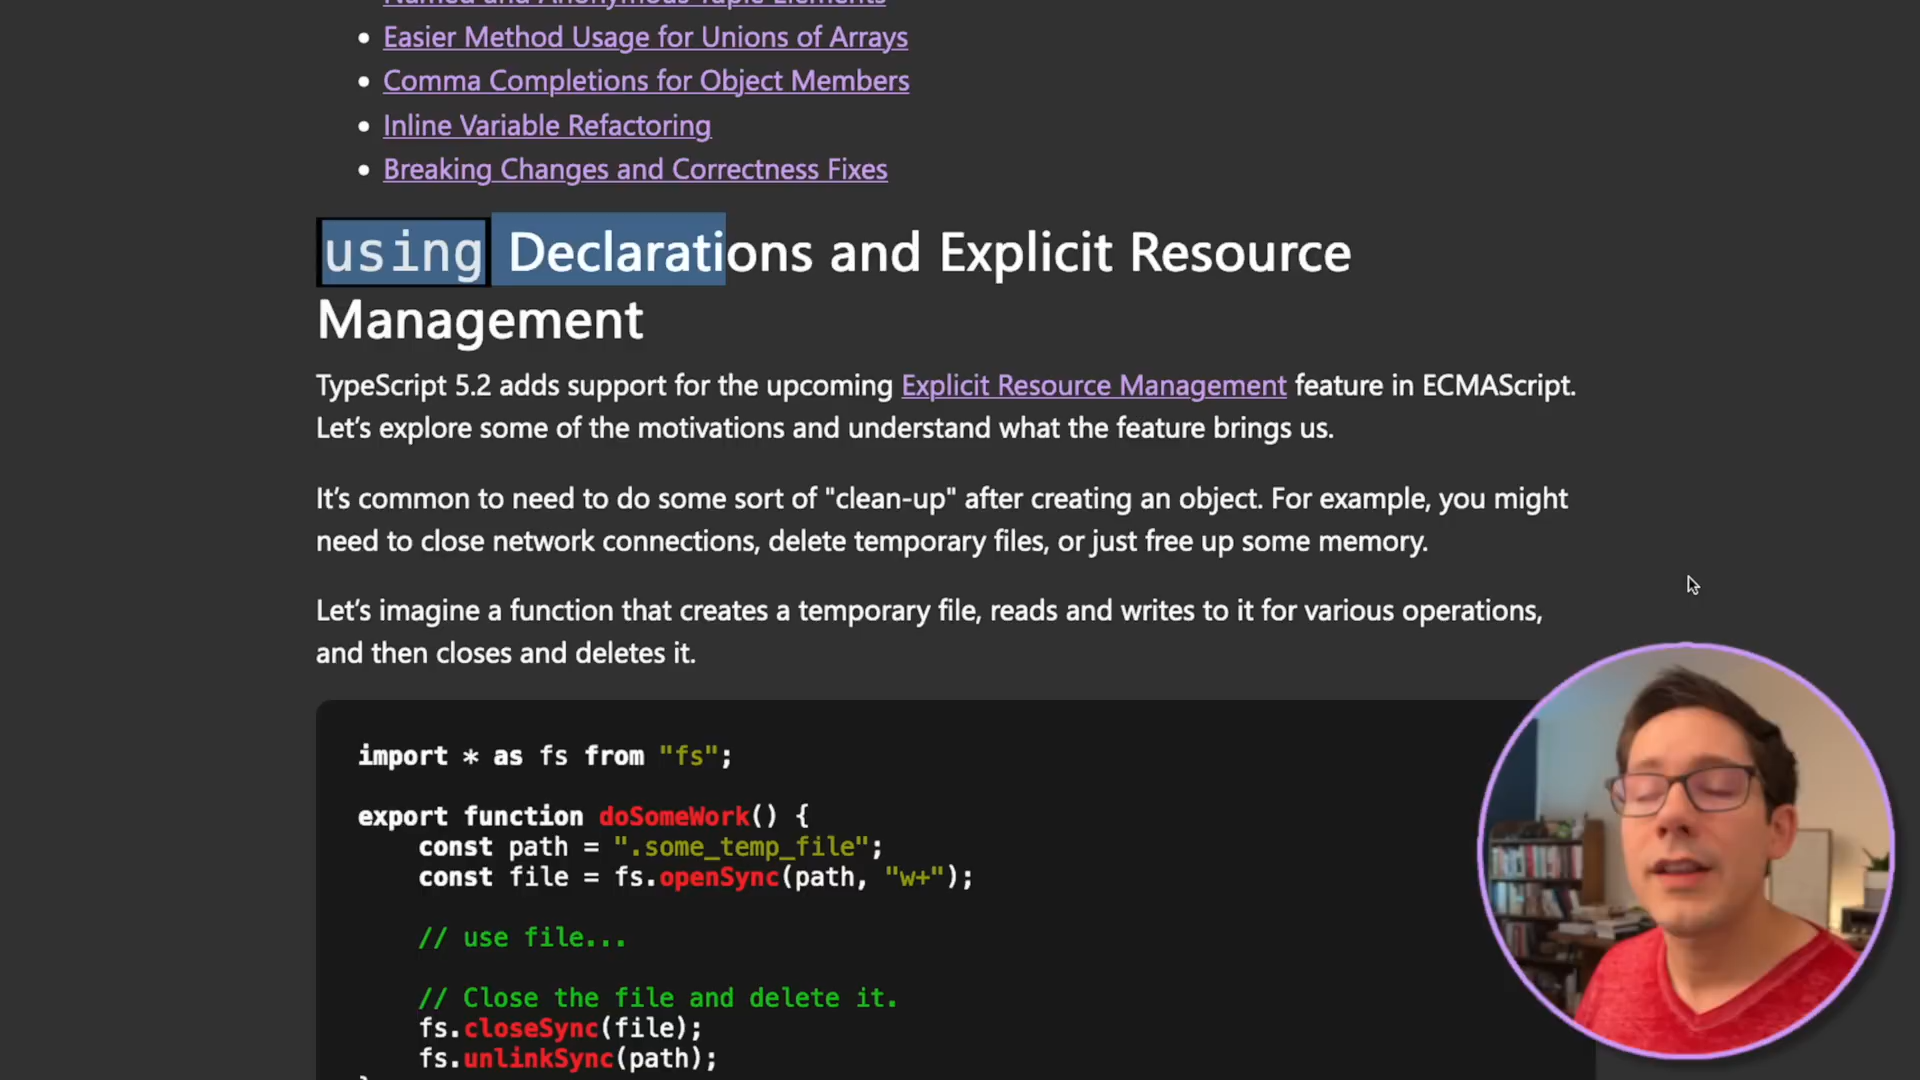 Named and Anonymous Tuple Elements
Easier Method Usage for Unions of Arrays
Comma Completions for Object Members
Inline Variable Refactoring
Breaking Changes and Correctness Fixes
using Declarations and Explicit Resource
Management
TypeScript 5.2 adds support for the upcoming Explicit Resource Management feature in ECMAScript.
Let’s explore some of the motivations and understand what the feature brings us.
It’s common to need to do some sort of "clean-up" after creating an object. For example, you might
need to close network connections, delete temporary files, or just free up some memory.
Let’s imagine a function that creates a temporary file, reads and writes to it for various operations,
and then closes and deletes it.
import * as fs from "fs";
export function doSomeWork() {
const path = ".some_temp_file";
const file = fs.openSync(path, "w+");
// use file...
// Close the file and delete it.
fs.closeSync(file);
fs.unlinkSync(path);